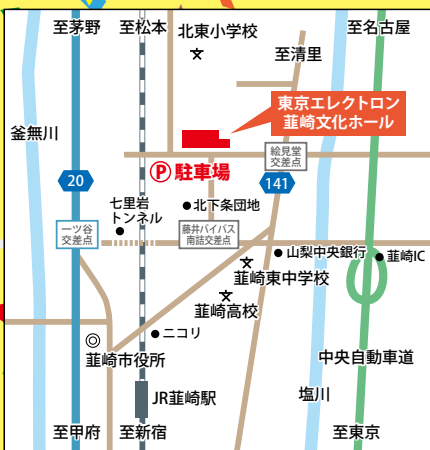 至茅野
至松本
北東小学校
至清里
至名古屋
東京エレクトロン
韮崎文化ホール
釜無川
絵見堂
交差点
Ⓟ 駐車場
20
141
七里岩
トンネル
北下条団地
一ツ谷
交差点
藤井バイパス
南詰交差点
山梨中央銀行
韮崎IC
韮崎東中学校
韮崎高校
ニコリ
韮崎市役所
中央自動車道
JR韮崎駅
塩川
至甲府
至新宿
至東京